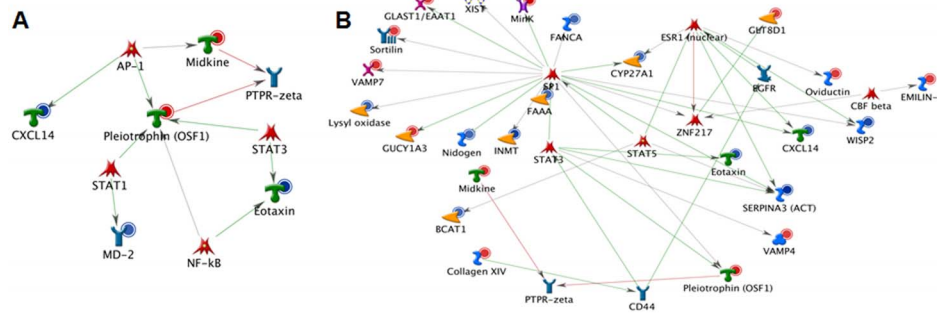 A
AP-1
Midkine
PTPR-zeta
CXCL14
Pleiotrophin (OSF1)
STAT3
STAT1
Eotaxin
MD-2
NF-kB
B
GLAST1/EAAT1
XIST
MinK
FANCA
ESR1 (nuclear)
GLT8D1
Sortilin
CYP27A1
VAMP7
SP1
EGFR
Oviductin
EMILIN-
CBF beta
FAAA
Lysyl oxidase
ZNF217
WISP2
GUCY1A3
Nidogen
INMT
CXCL14
STAT3
STAT5
Eotaxin
Midkine
SERPINA3 (ACT)
BCAT1
VAMP4
Collagen XIV
Pleiotrophin (OSF1)
PTPR-zeta
CD44